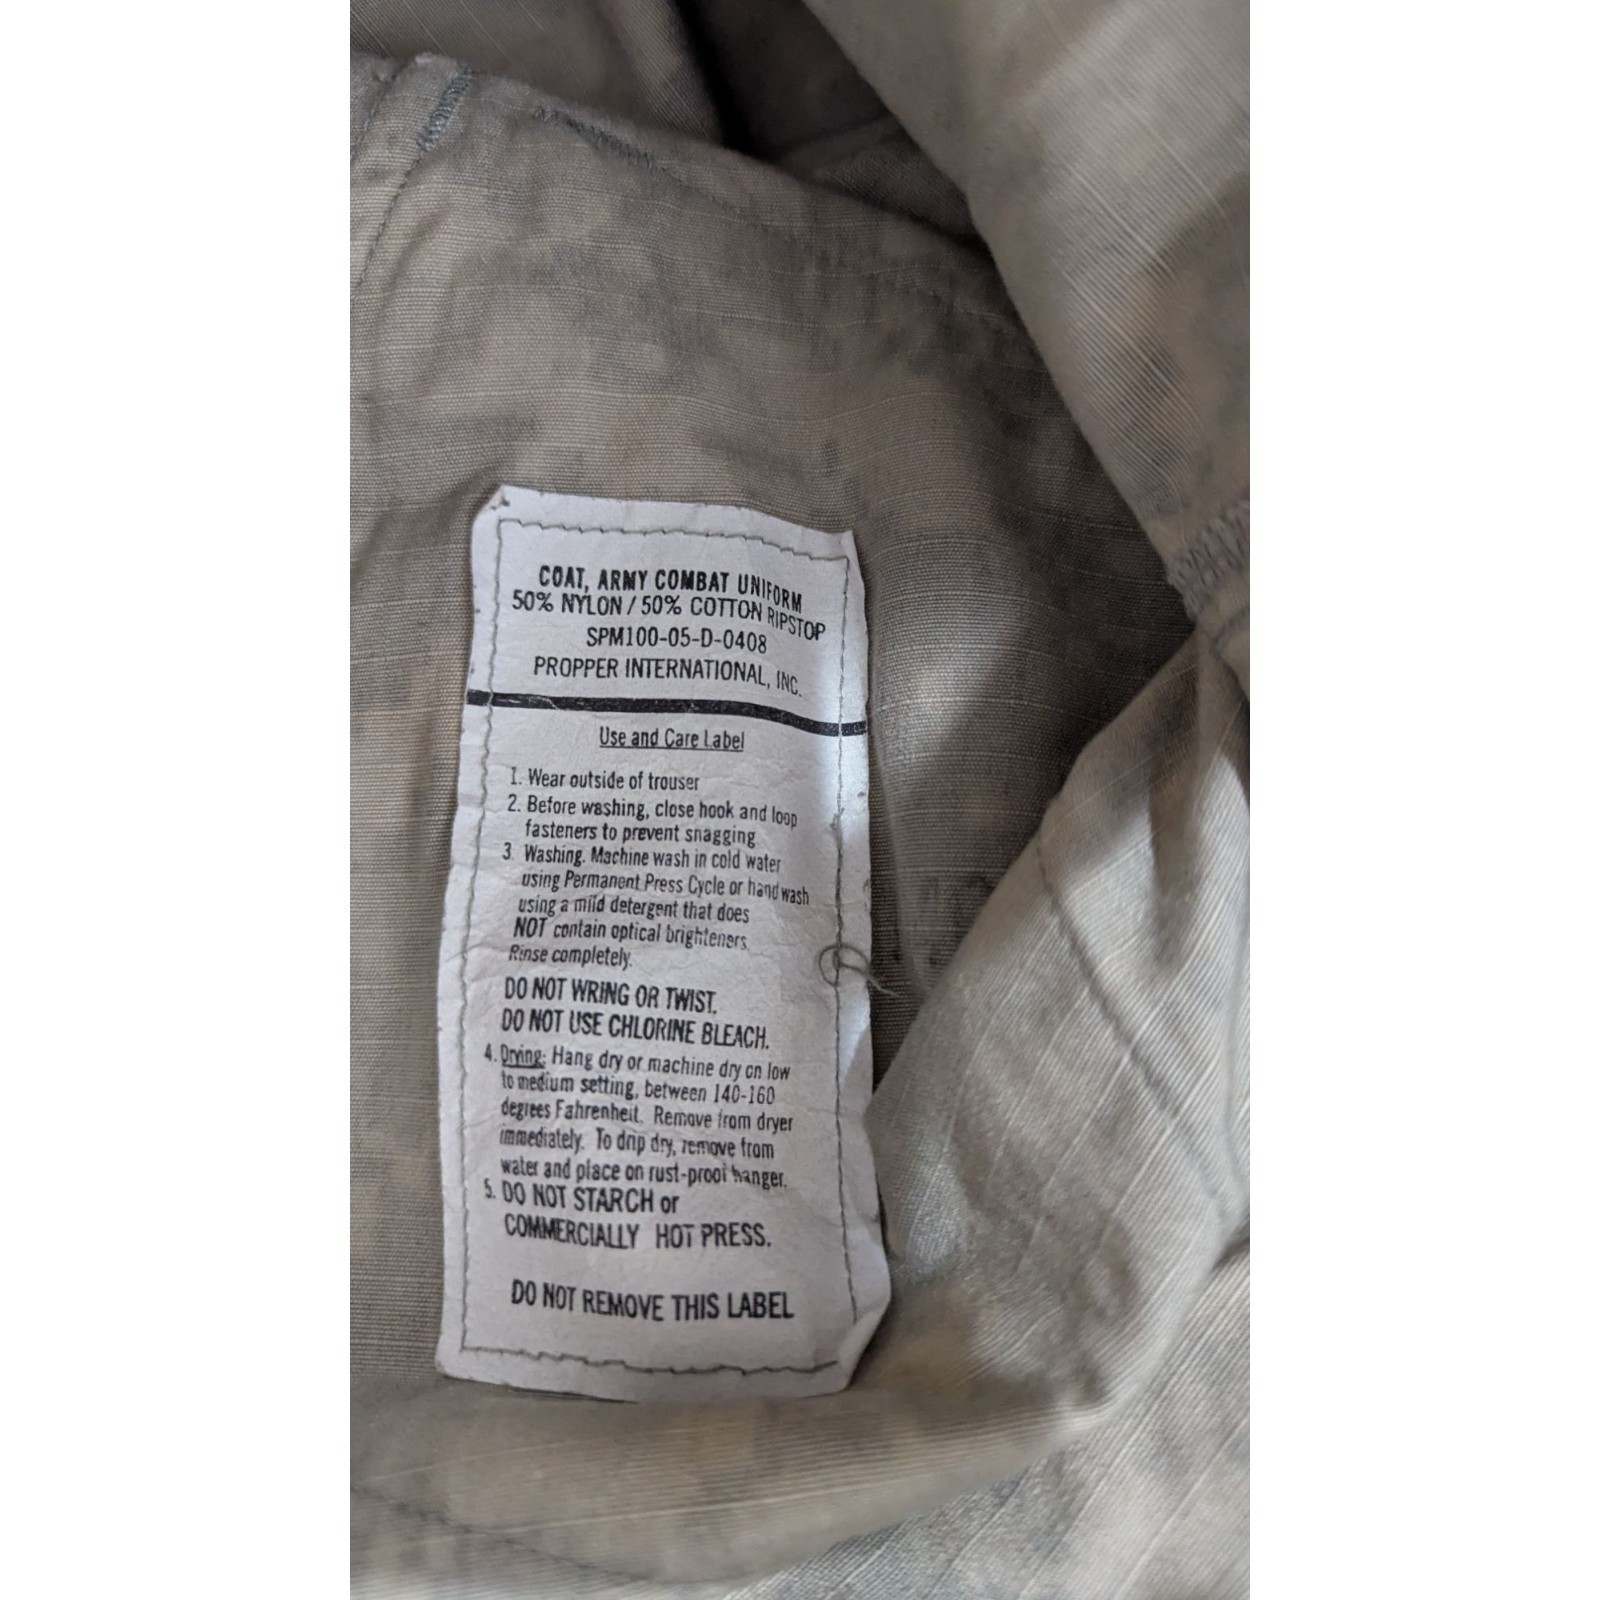 COAT, ARMY COMBAT UNIFORM
50% NYLON / 50% COTTON RIPSTOP
SPM100-05-D-0408
PROPPER INTERNATIONAL, INC.
Use and Care Label
1. Wear outside of trouser
2. Before washing, close hook and loop
fasteners to prevent snagging
3. Washing. Machine wash in cold water
using Permanent Press Cycle or hand wash
using a mild detergent that does
NOT contain optical brighteners.
Rinse completely.
DO NOT WRING OR TWIST.
DO NOT USE CHLORINE BLEACH.
4. Drying: Hang dry or machine dry on low
to medium setting, between 140-160
degrees Fahrenheit. Remove from dryer
immediately. To drip dry, remove from
water and place on rust-proof hanger.
5. DO NOT STARCH or
COMMERCIALLY HOT PRESS.
DO NOT REMOVE THIS LABEL